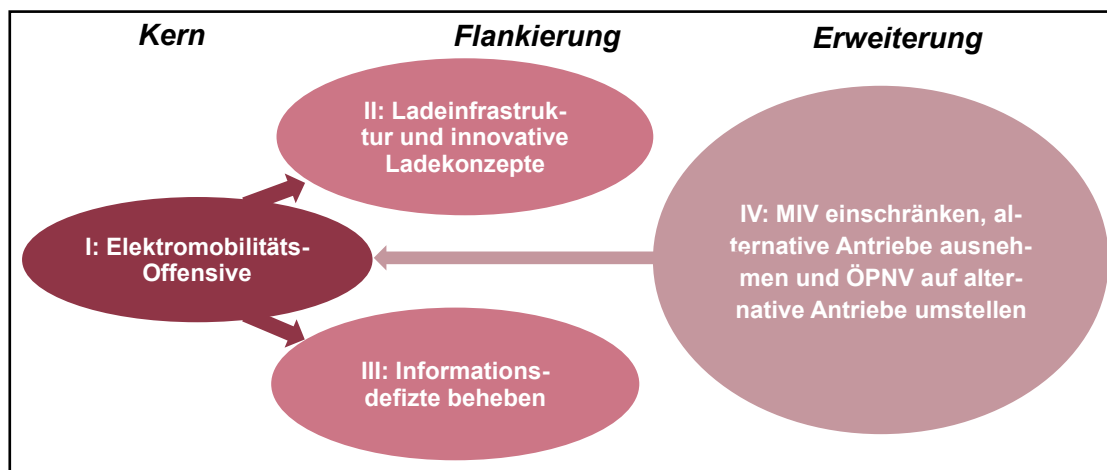 Kern
Flankierung
Erweiterung
II: Ladeinfrastruk-
tur und innovative
Ladekonzepte
I: Elektromobilitäts-
Offensive
III: Informations-
defizte beheben
IV: MIV einschränken, al-
ternative Antriebe ausneh-
men und ÖPNV auf alter-
native Antriebe umstellen